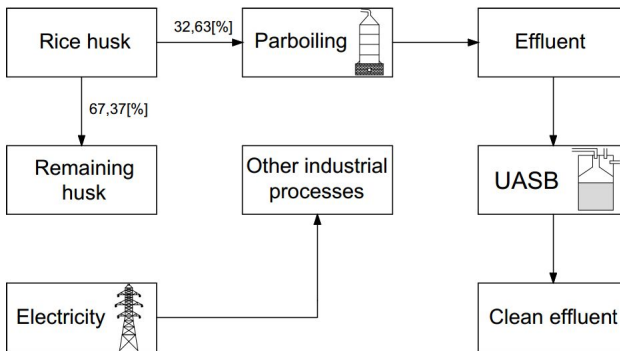 Rice husk
32,63[%]
Parboiling
Effluent
67,37[%]
Remaining
husk
Other industrial
processes
UASB
Electricity
Clean effluent